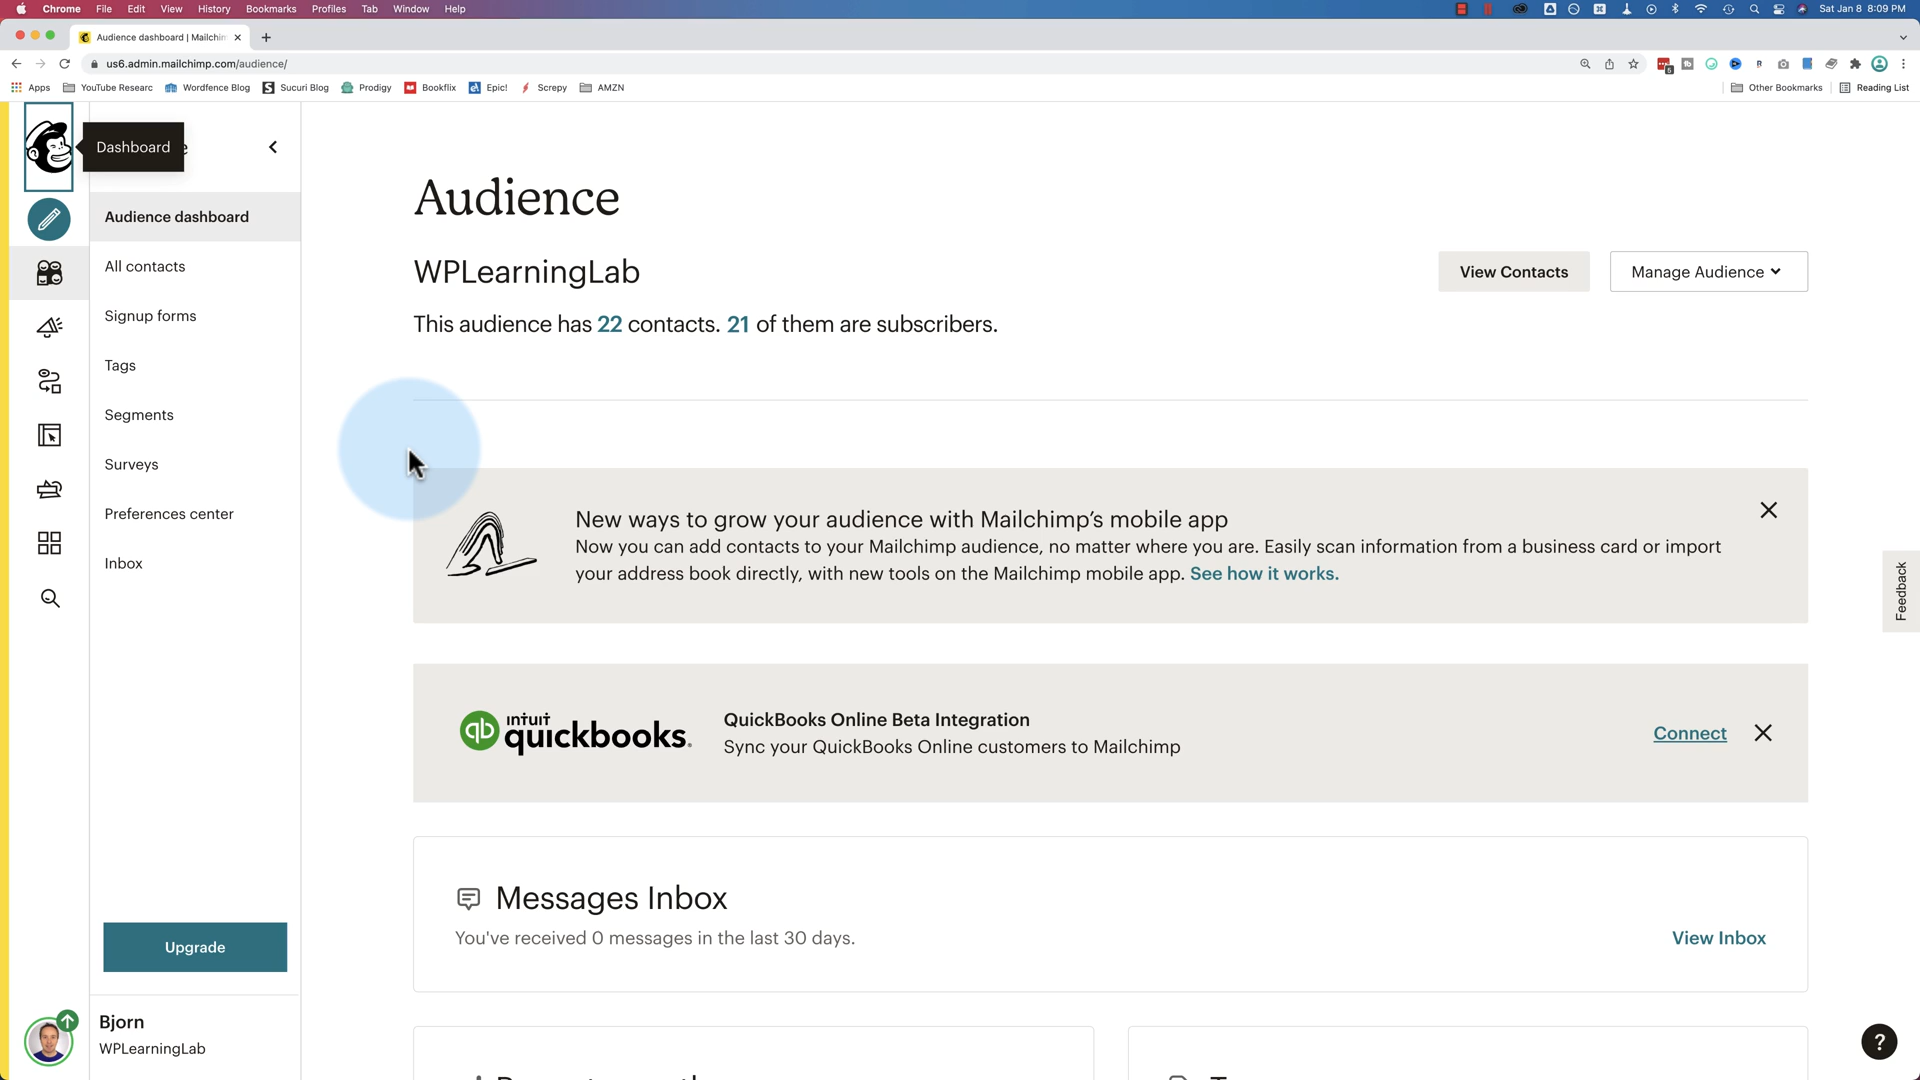 Chrome File Edit View History Bookmarks Profiles Tab Window Help
Sat Jan 8 8:09 PM
Audience dashboard | Mailchim
us6.admin.mailchimp.com/audience/
Apps YouTube Researc Wordfence Blog Sucuri Blog Prodigy Bookflix Epic! Screpy AMZN Other Bookmarks Reading List
Dashboard
Audience dashboard
All contacts
Signup forms
Tags
Segments
Surveys
Preferences center
Inbox
Upgrade
Bjorn
WPLearningLab
Audience
WPLearningLab
View Contacts
Manage Audience
This audience has 22 contacts. 21 of them are subscribers.
New ways to grow your audience with Mailchimp's mobile app
Now you can add contacts to your Mailchimp audience, no matter where you are. Easily scan information from a business card or import
your address book directly, with new tools on the Mailchimp mobile app. See how it works.
qb ıntuıt quickbooks.
QuickBooks Online Beta Integration
Sync your QuickBooks Online customers to Mailchimp
Connect
Messages Inbox
You've received 0 messages in the last 30 days.
View Inbox
Feedback
?